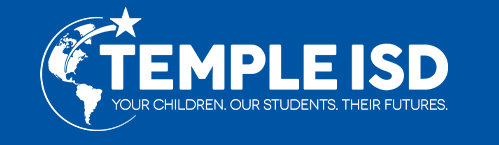 TEMPLE ISD
YOUR CHILDREN. OUR STUDENTS. THEIR FUTURES.